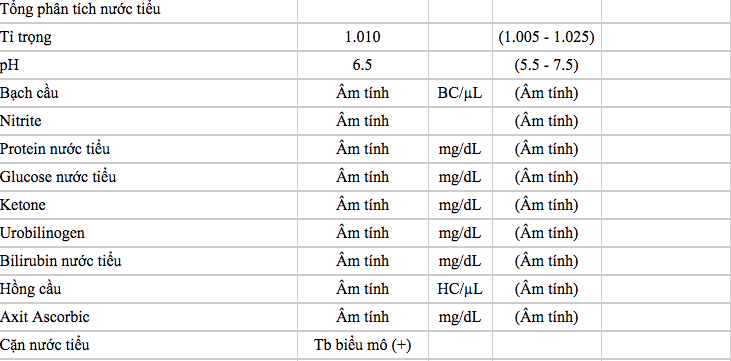 Tổng phân tích nước tiểu
Tỉ trọng 1.010 (1.005 - 1.025)
pH 6.5 (5.5 - 7.5)
Bạch cầu Âm tính BC/µL (Âm tính)
Nitrite Âm tính (Âm tính)
Protein nước tiểu Âm tính mg/dL (Âm tính)
Glucose nước tiểu Âm tính mg/dL (Âm tính)
Ketone Âm tính mg/dL (Âm tính)
Urobilinogen Âm tính mg/dL (Âm tính)
Bilirubin nước tiểu Âm tính mg/dL (Âm tính)
Hồng cầu Âm tính HC/µL (Âm tính)
Axit Ascorbic Âm tính mg/dL (Âm tính)
Cặn nước tiểu Tb biểu mô (+)